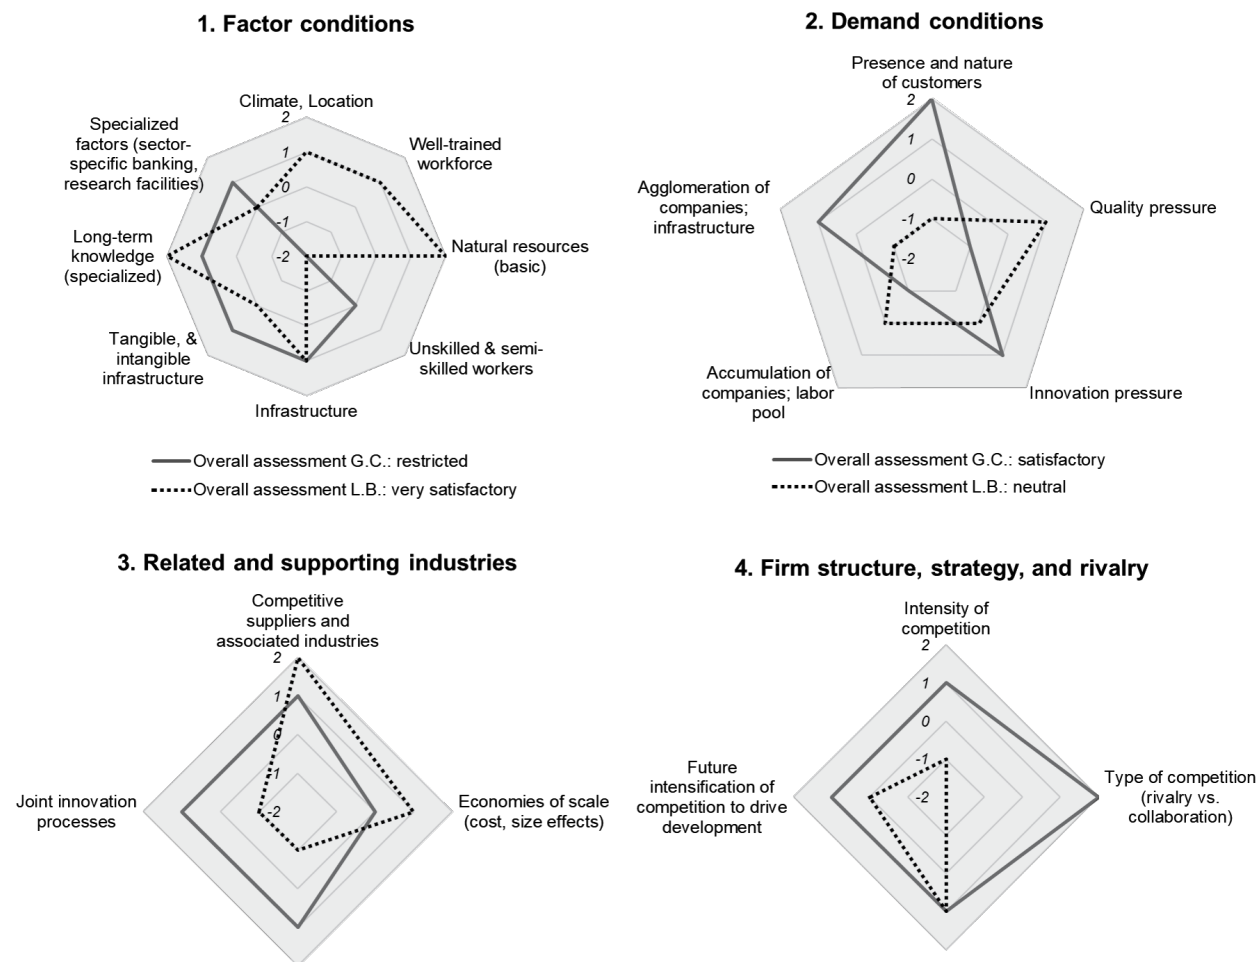 1. Factor conditions
Climate, Location
2
1
0
-1
-2
Well-trained
workforce
Natural resources
(basic)
Unskilled & semi-
skilled workers
Infrastructure
Tangible, &
intangible
infrastructure
Long-term
knowledge
(specialized)
Specialized
factors (sector-
specific banking,
research facilities)
Overall assessment G.C.: restricted
Overall assessment L.B.: very satisfactory
2. Demand conditions
Presence and nature
of customers
2
1
0
-1
-2
Quality pressure
Innovation pressure
Accumulation of
companies; labor
pool
Agglomeration of
companies;
infrastructure
Overall assessment G.C.: satisfactory
Overall assessment L.B.: neutral
3. Related and supporting industries
Competitive
suppliers and
associated industries
2
1
0
-1
-2
Economies of scale
(cost, size effects)
Joint innovation
processes
4. Firm structure, strategy, and rivalry
Intensity of
competition
2
1
0
-1
-2
Type of competition
(rivalry vs.
collaboration)
Future
intensification of
competition to drive
development